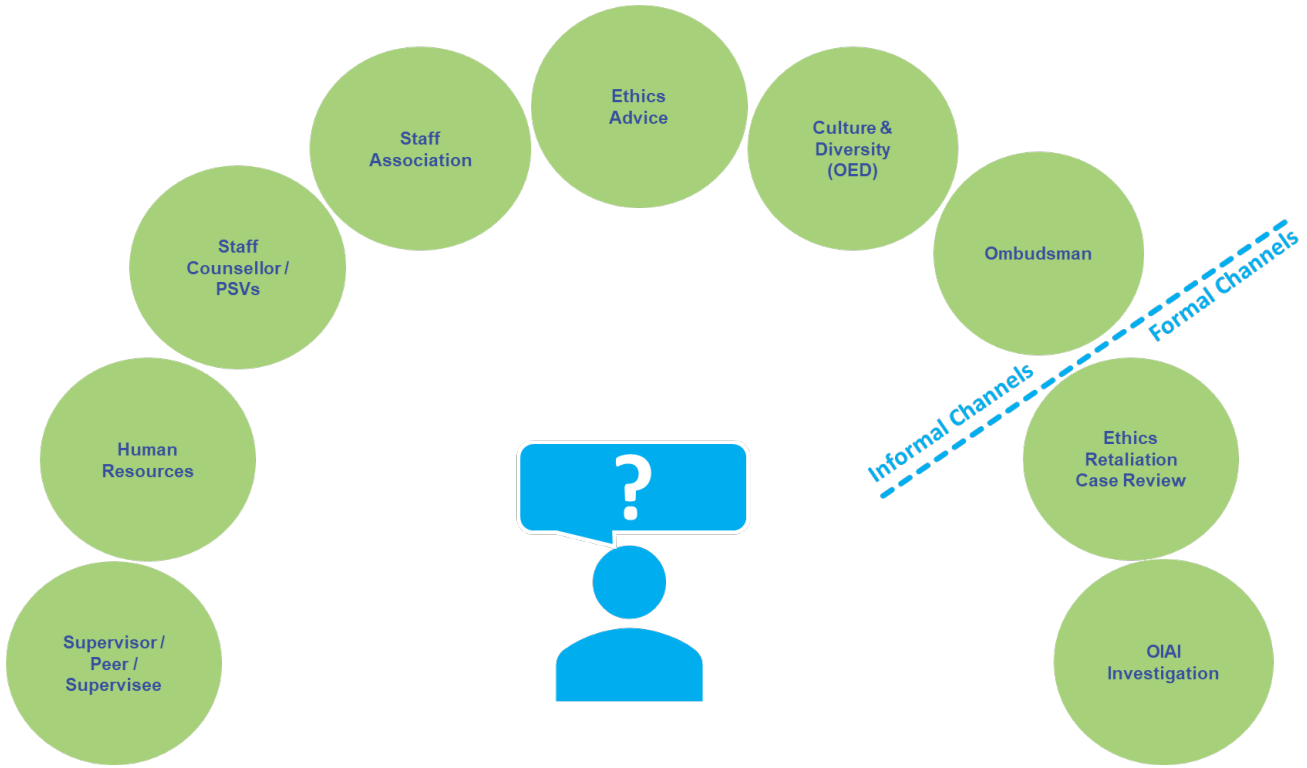 Ethics
Advice
Staff
Association
Culture &
Diversity
(OED)
Staff
Counsellor /
PSVs
Ombudsman
Informal Channels
Formal Channels
Human
Resources
Ethics
Retaliation
Case Review
?
Supervisor /
Peer /
Supervisee
OIAI
Investigation